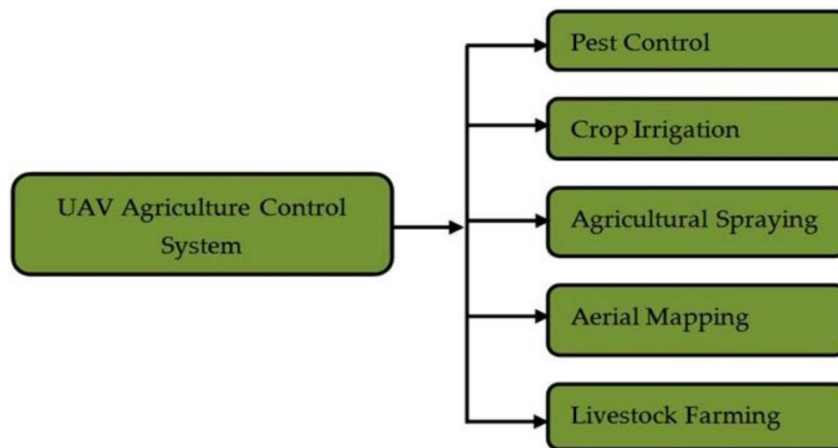 Pest Control
Crop Irrigation
UAV Agriculture Control
System
Agricultural Spraying
Aerial Mapping
Livestock Farming